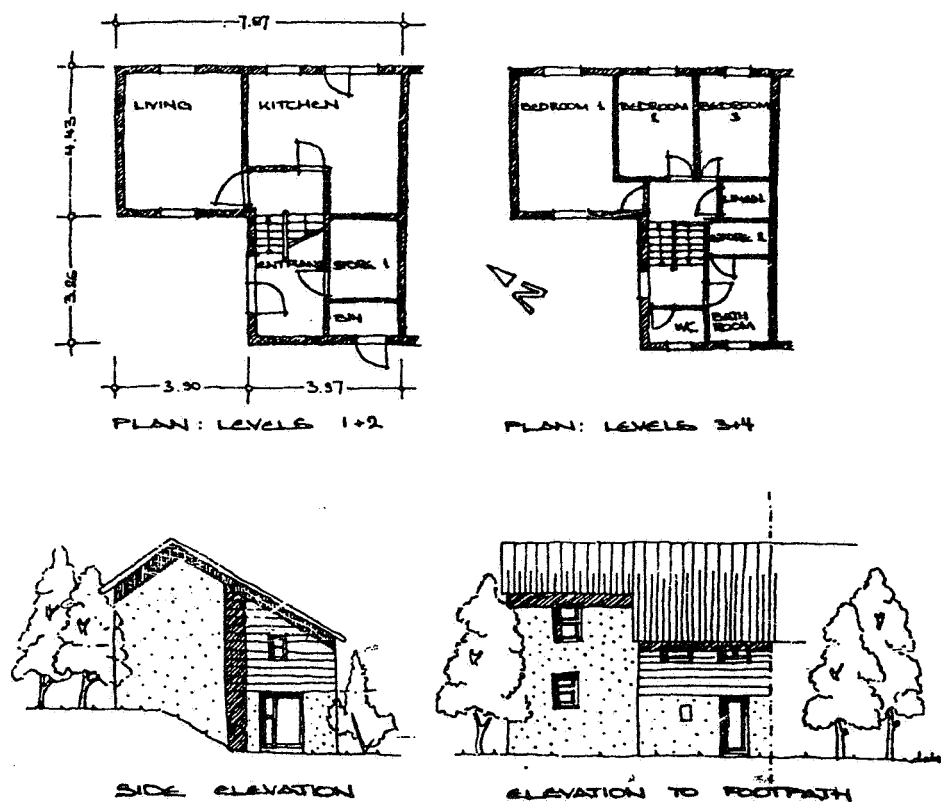 7.87
LIVING
KITCHEN
4.43
3.26
ENTRANCE
STORE 1
BIN
3.90
3.97
PLAN: LEVELS 1+2
BEDROOM 1
BEDROOM 2
BEDROOM 3
LINEN
STORE 2
N
WC
BATH
ROOM
PLAN: LEVELS 3+4
SIDE ELEVATION
ELEVATION TO FOOTPATH